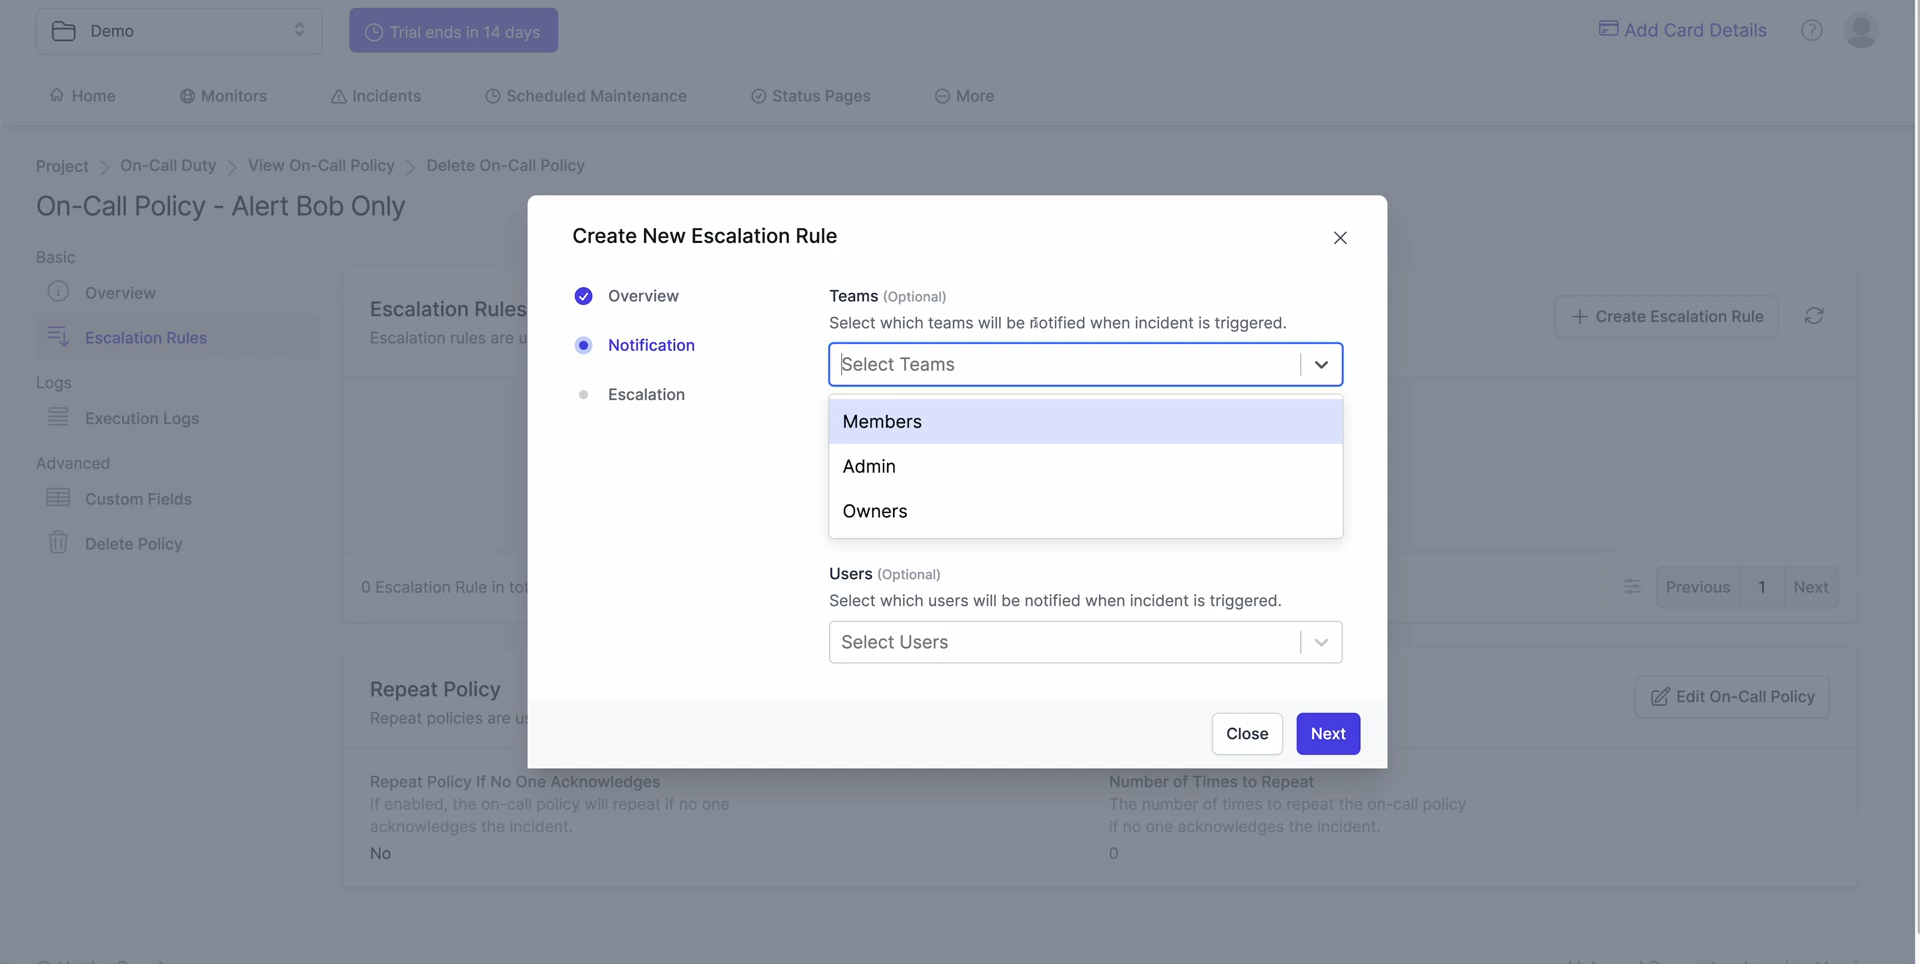 Demo
Trial ends in 14 days
Add Card Details
Home
Monitors
Incidents
Scheduled Maintenance
Status Pages
More
Project
On-Call Duty
View On-Call Policy
Delete On-Call Policy
On-Call Policy - Alert Bob Only
Basic
Overview
Escalation Rules
Logs
Execution Logs
Advanced
Custom Fields
Delete Policy
Escalation Rules
Escalation rules are
Create Escalation Rule
0 Escalation Rule in
Previous
1
Next
Repeat Policy
Repeat policies are
Edit On-Call Policy
Repeat Policy If No One Acknowledges
If enabled, the on-call policy will repeat if no one
acknowledges the incident.
No
Number of Times to Repeat
The number of times to repeat the on-call policy
if no one acknowledges the incident.
0
Create New Escalation Rule
Overview
Notification
Escalation
Teams (Optional)
Select which teams will be notified when incident is triggered.
Select Teams
Members
Admin
Owners
Users (Optional)
Select which users will be notified when incident is triggered.
Select Users
Close
Next